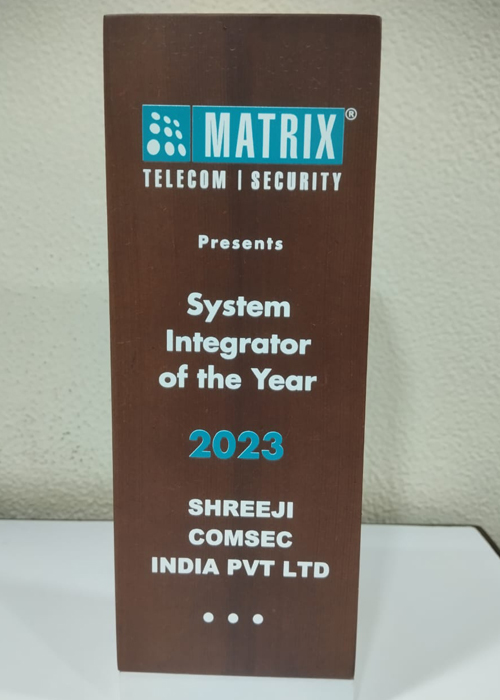 MATRIX®
TELECOM | SECURITY
Presents
System
Integrator
of the Year
2023
SHREEJI
COMSEC
INDIA PVT LTD